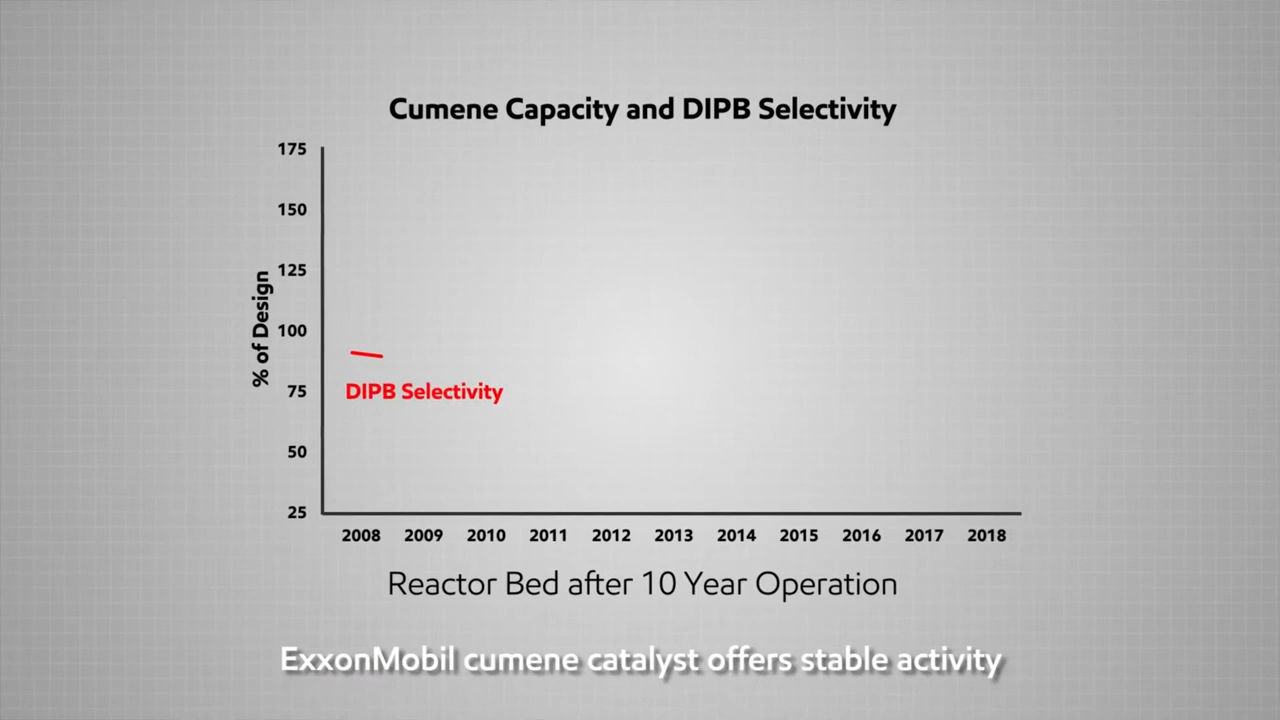 Cumene Capacity and DIPB Selectivity
175
150
125
100
75
50
25
% of Design
DIPB Selectivity
2008 2009 2010 2011 2012 2013 2014 2015 2016 2017 2018
Reactor Bed after 10 Year Operation
ExxonMobil cumene catalyst offers stable activity